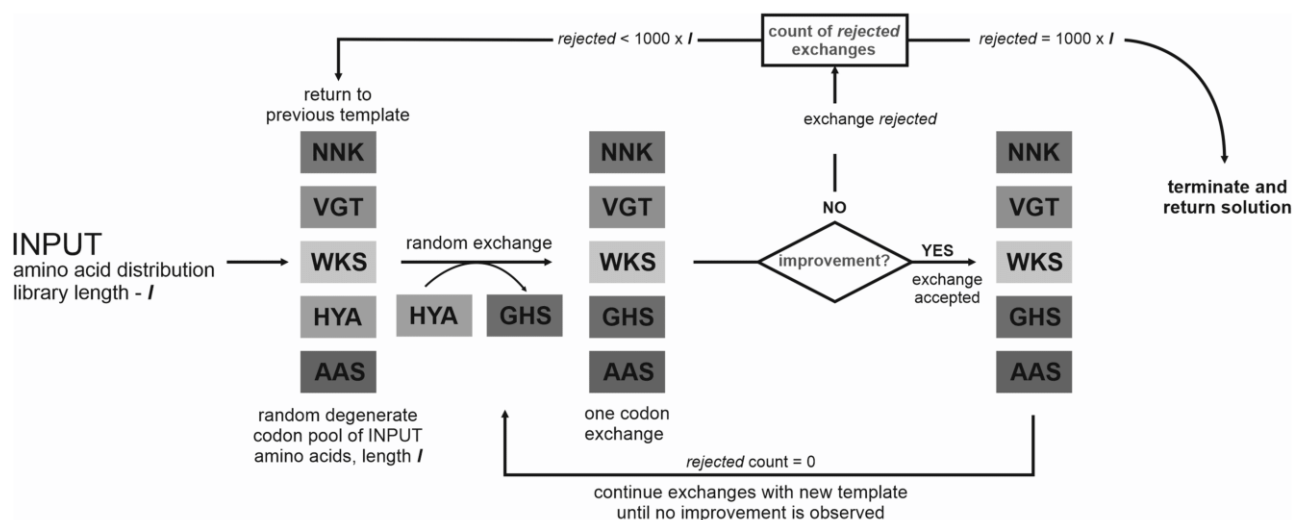 rejected < 1000 x l
count of rejected
exchanges
rejected = 1000 x l
return to
previous template
exchange rejected
terminate and
return solution
INPUT
amino acid distribution
library length - l
NNK
VGT
WKS
HYA
AAS
random degenerate
codon pool of INPUT
amino acids, length l
random exchange
HYA
GHS
NNK
VGT
WKS
GHS
AAS
one codon
exchange
NO
improvement?
YES
exchange
accepted
NNK
VGT
WKS
GHS
AAS
rejected count = 0
continue exchanges with new template
until no improvement is observed